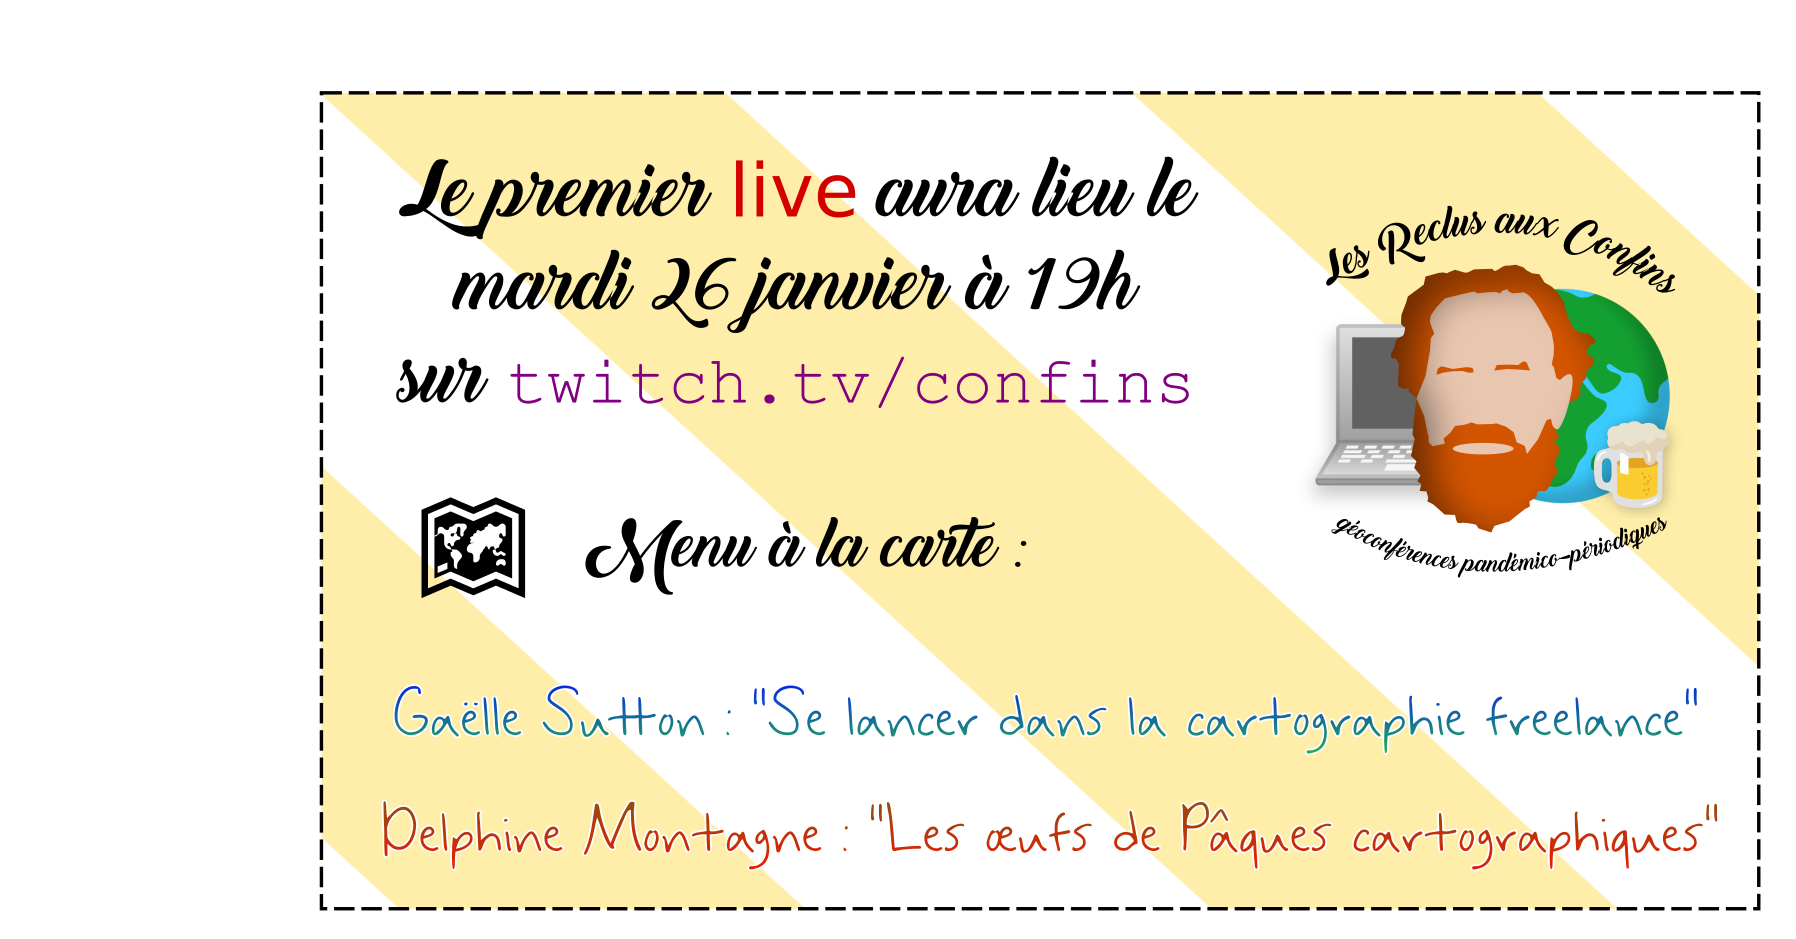 Le premier live aura lieu le
mardi 26 janvier à 19h
sur twitch.tv/confins
Les Reclus aux Confins
géoconférences pandémico-périodiques
Menu à la carte :
Gaëlle Sutton : "Se lancer dans la cartographie freelance"
Delphine Montagne : "Les œufs de Pâques cartographiques"